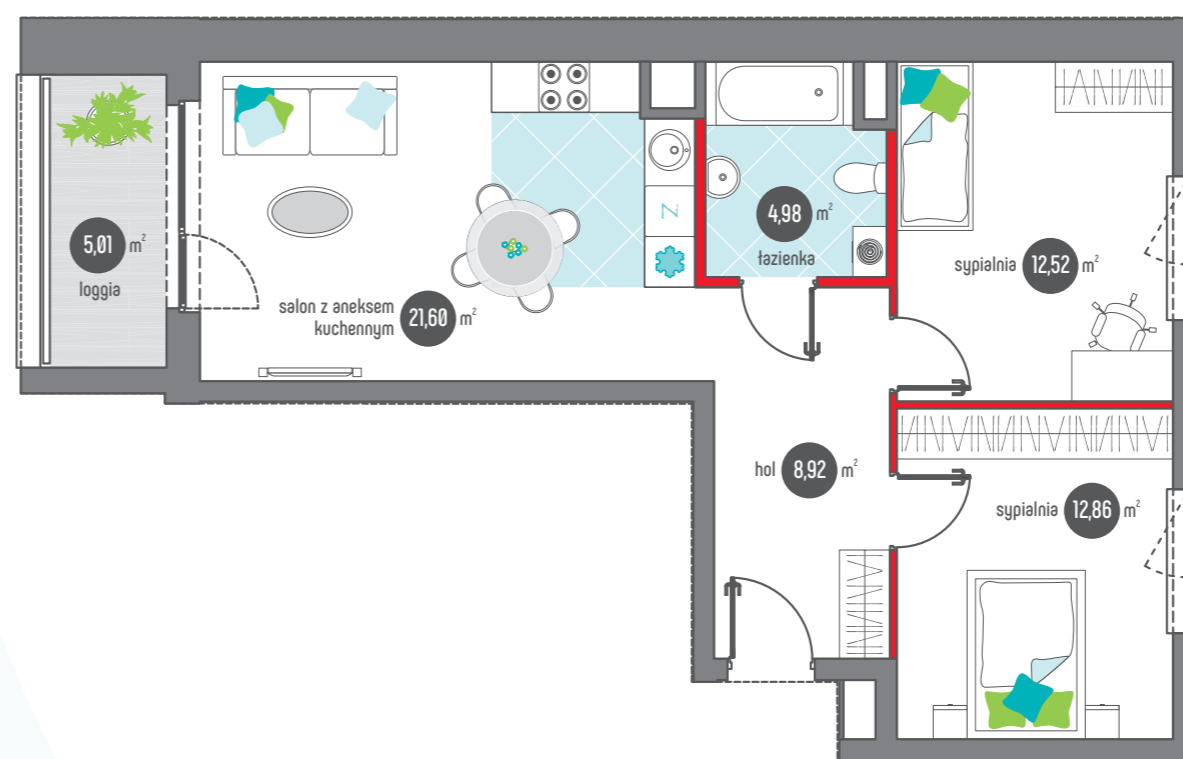 5,01 m²
loggia
salon z aneksem
kuchennym 21,60 m²
Z
4,98 m²
łazienka
sypialnia 12,52 m²
hol 8,92 m²
sypialnia 12,86 m²